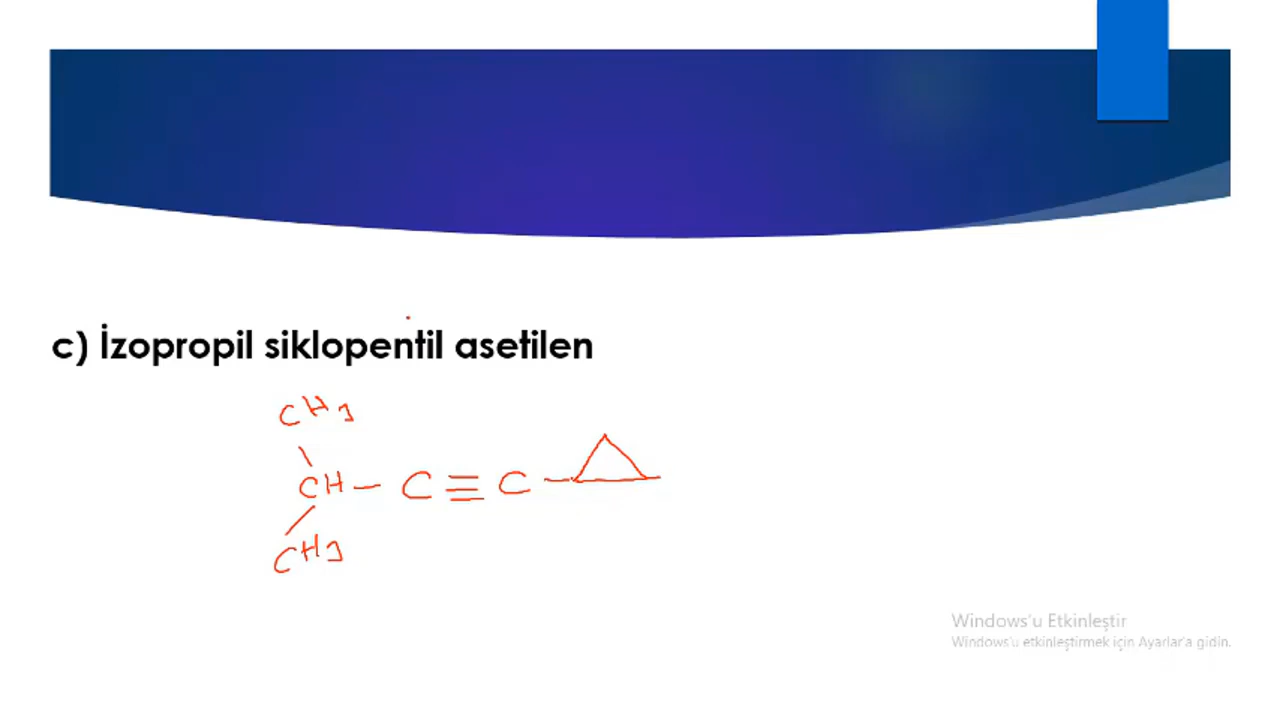 c) İzopropil siklopentil asetilen
CH3
CH - C ≡ C -
CH3
Windows'u Etkinleştir
Windows'u etkinleştirmek için Ayarlar'a gidin.